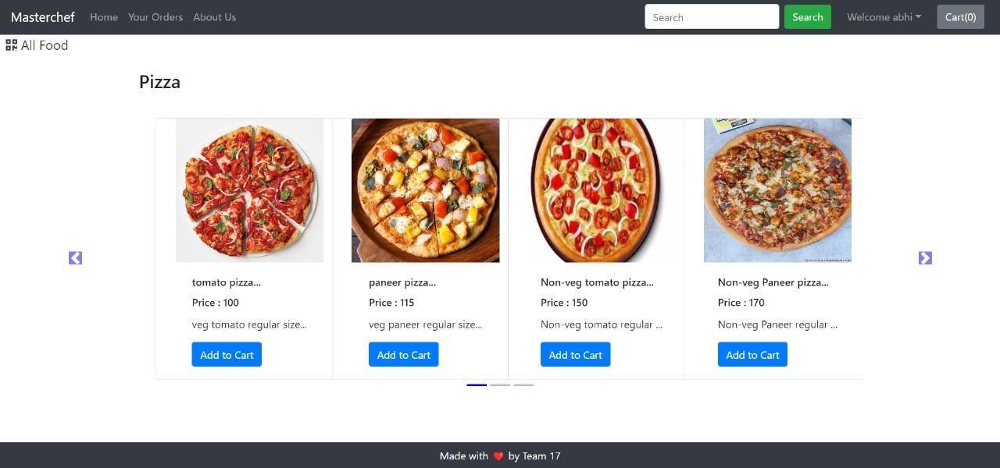 Masterchef Home Your Orders About Us Search Search Welcome abhi Cart(0)
All Food
Pizza
tomato pizza... paneer pizza... Non-veg tomato pizza... Non-veg Paneer pizza...
Price : 100 Price : 115 Price : 150 Price : 170
veg tomato regular size... veg paneer regular size... Non-veg tomato regular ... Non-veg Paneer regular ...
Add to Cart Add to Cart Add to Cart Add to Cart
Made with ❤️ by Team 17